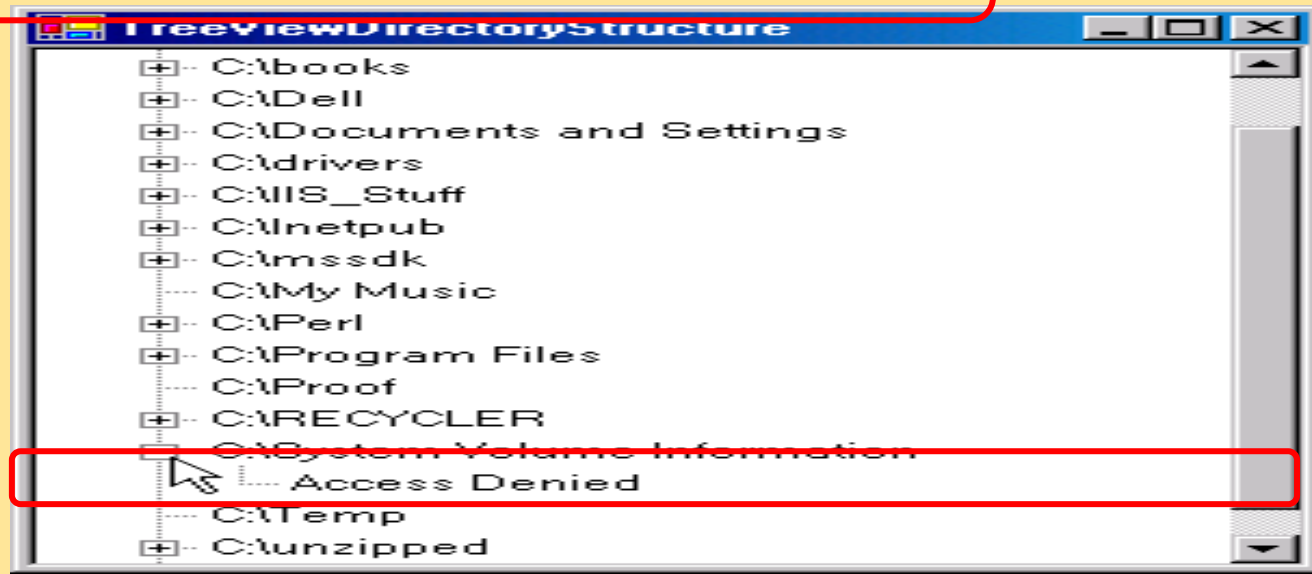 TreeViewDirectoryStructure
C:\books
C:\Dell
C:\Documents and Settings
C:\drivers
C:\IIS_Stuff
C:\Inetpub
C:\mssdk
C:\My Music
C:\Perl
C:\Program Files
C:\Proof
C:\RECYCLER
C:\System Volume Information
Access Denied
C:\Temp
C:\unzipped